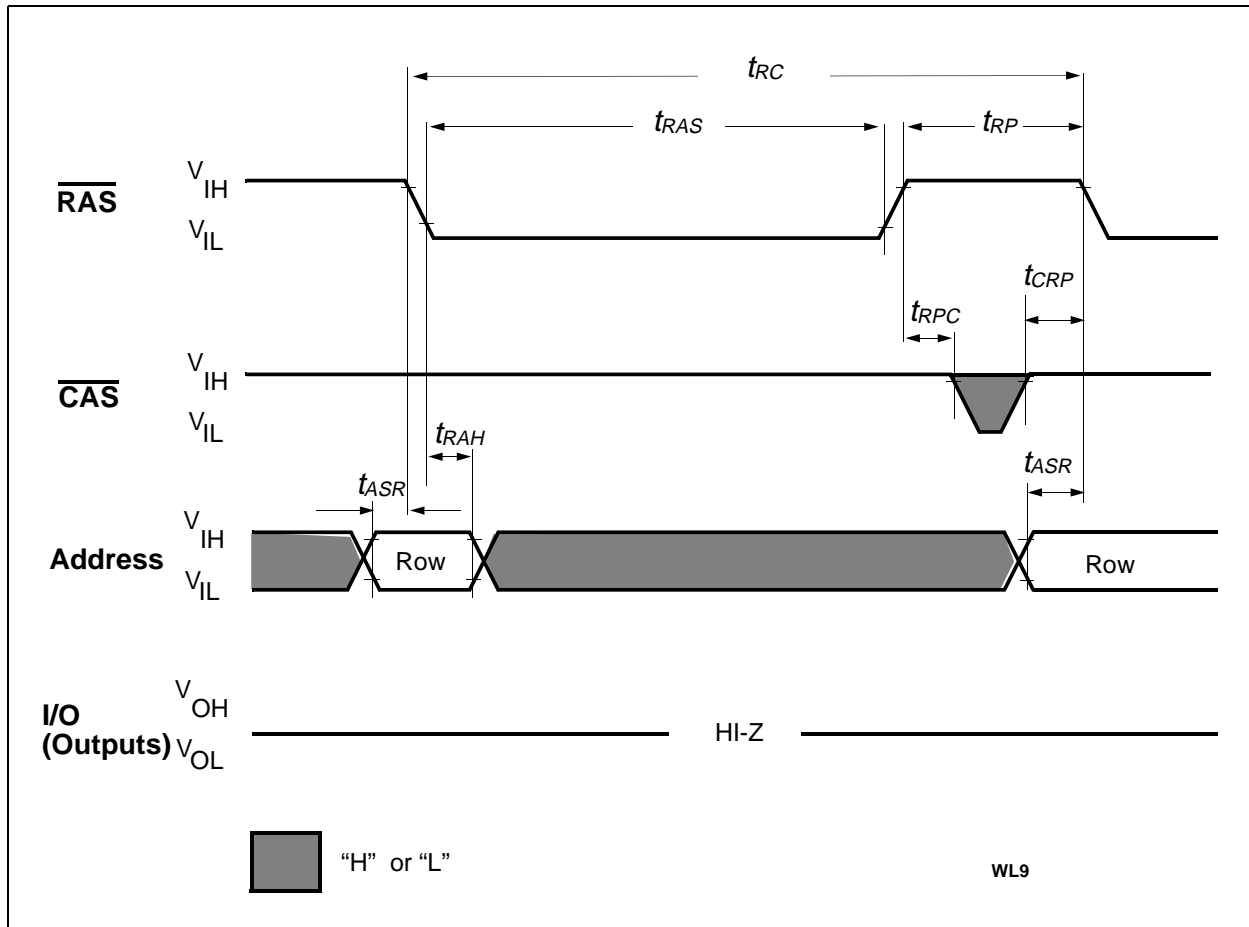 tRC
tRAS
tRP
RAS
VIH
VIL
tCRP
tRPC
CAS
VIH
VIL
tRAH
tASR
tASR
Address
VIH
VIL
Row
Row
I/O
(Outputs)
VOH
VOL
HI-Z
“H” or “L”
WL9